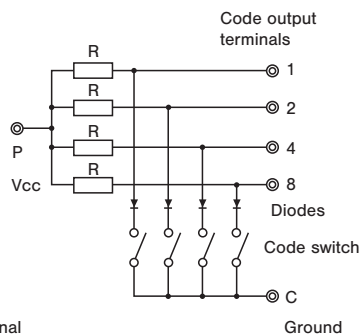 Code output
terminals
R
1
R
2
R
P
4
R
Vcc
8
Diodes
Code switch
C
nal
Ground